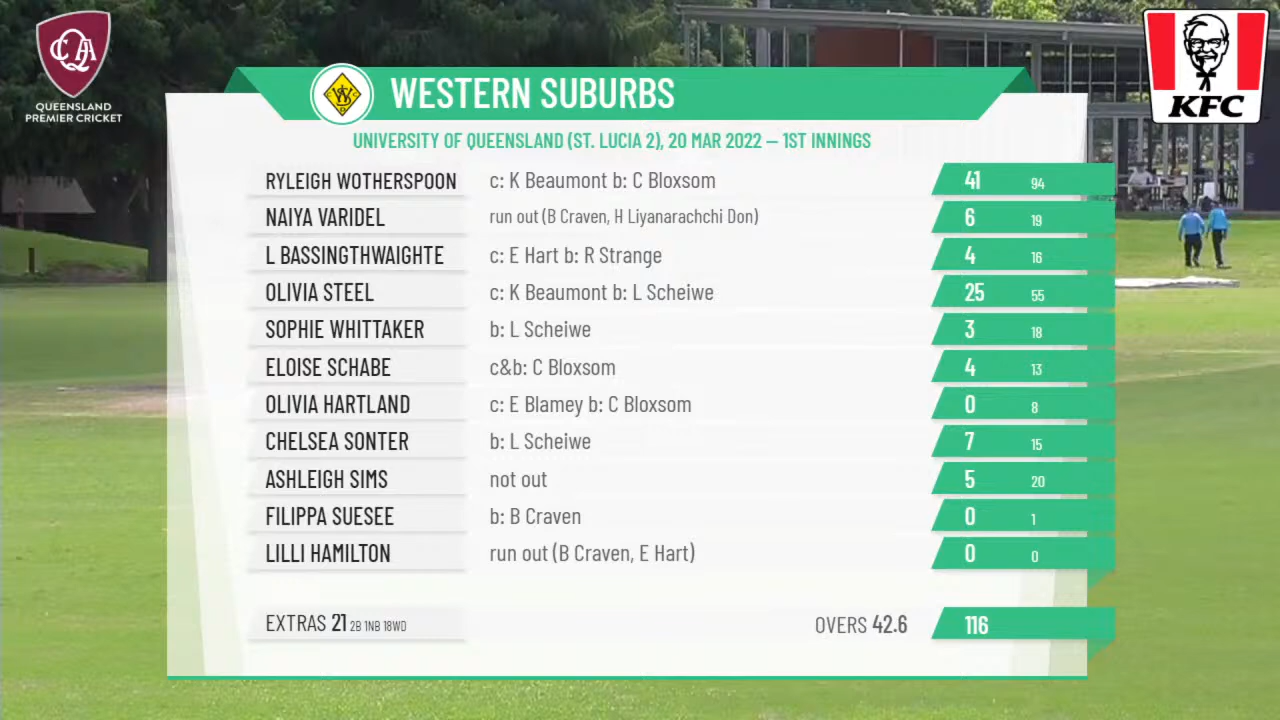 CQA
QUEENSLAND
PREMIER CRICKET
KFC
WESTERN SUBURBS
UNIVERSITY OF QUEENSLAND (ST. LUCIA 2), 20 MAR 2022 – 1ST INNINGS
RYLEIGH WOTHERSPOON c: K Beaumont b: C Bloxsom 41 94
NAIYA VARIDEL run out (B Craven, H Liyanarachchi Don) 6 19
L BASSINGTHWAIGHTE c: E Hart b: R Strange 4 16
OLIVIA STEEL c: K Beaumont b: L Scheiwe 25 55
SOPHIE WHITTAKER b: L Scheiwe 3 18
ELOISE SCHABE c&b: C Bloxsom 4 13
OLIVIA HARTLAND c: E Blamey b: C Bloxsom 0 8
CHELSEA SONTER b: L Scheiwe 7 15
ASHLEIGH SIMS not out 5 20
FILIPPA SUESEE b: B Craven 0 1
LILLI HAMILTON run out (B Craven, E Hart) 0 0
EXTRAS 21 2B 1NB 18WD OVERS 42.6 116